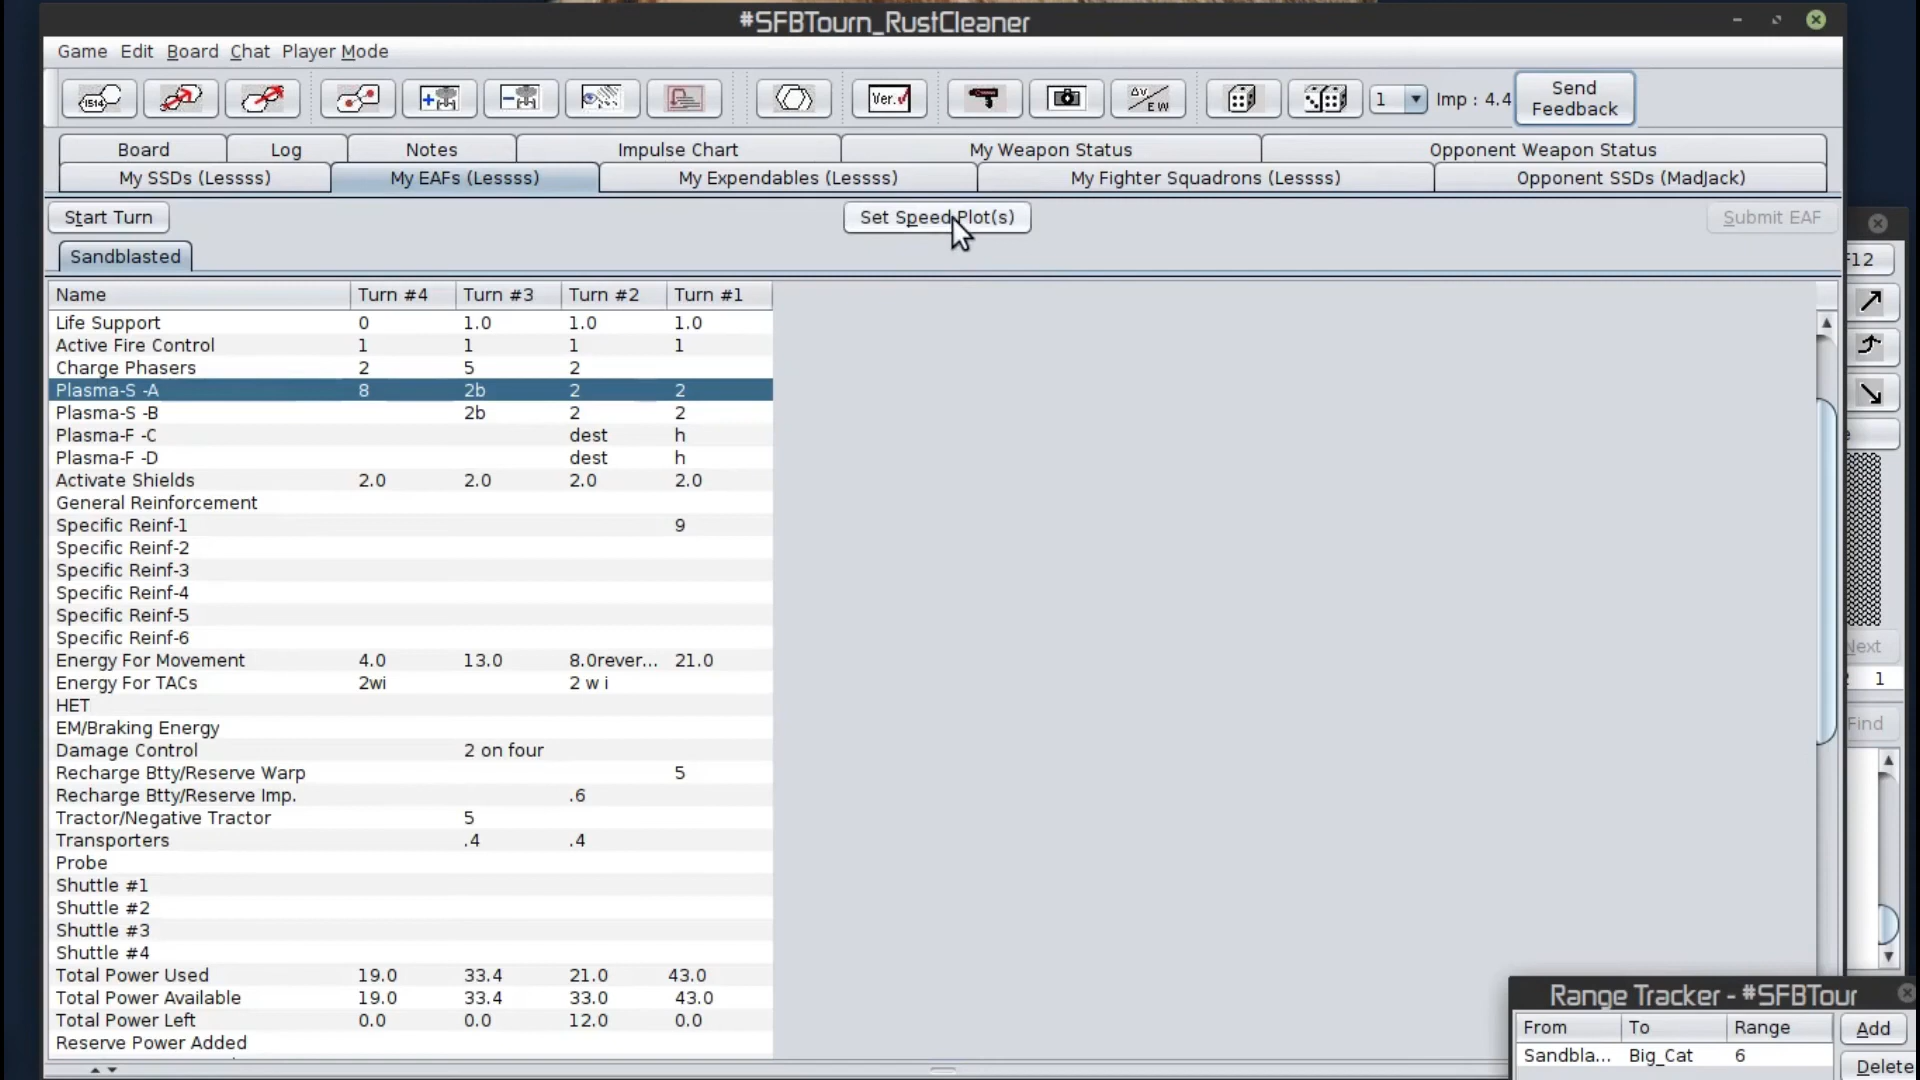 #SFBTourn_RustCleaner
Game Edit Board Chat Player Mode
1514 Ver. ΔV EW 1 Imp : 4.4 Send Feedback
Board Log Notes Impulse Chart My Weapon Status Opponent Weapon Status
My SSDs (Lessss) My EAFs (Lessss) My Expendables (Lessss) My Fighter Squadrons (Lessss) Opponent SSDs (MadJack)
Start Turn Set Speed Plot(s) Submit EAF
Sandblasted
Name Turn #4 Turn #3 Turn #2 Turn #1
Life Support 0 1.0 1.0 1.0
Active Fire Control 1 1 1 1
Charge Phasers 2 5 2
Plasma-S -A 8 2b 2 2
Plasma-S -B 2b 2 2
Plasma-F -C dest h
Plasma-F -D dest h
Activate Shields 2.0 2.0 2.0 2.0
General Reinforcement
Specific Reinf-1 9
Specific Reinf-2
Specific Reinf-3
Specific Reinf-4
Specific Reinf-5
Specific Reinf-6
Energy For Movement 4.0 13.0 8.0rever... 21.0
Energy For TACs 2wi 2 w i
HET
EM/Braking Energy
Damage Control 2 on four
Recharge Btty/Reserve Warp 5
Recharge Btty/Reserve Imp. .6
Tractor/Negative Tractor 5
Transporters .4 .4
Probe
Shuttle #1
Shuttle #2
Shuttle #3
Shuttle #4
Total Power Used 19.0 33.4 21.0 43.0
Total Power Available 19.0 33.4 33.0 43.0
Total Power Left 0.0 0.0 12.0 0.0
Reserve Power Added
F12
Next
1
Find
Range Tracker - #SFBTour
From To Range Add
Sandbla... Big_Cat 6 Delete